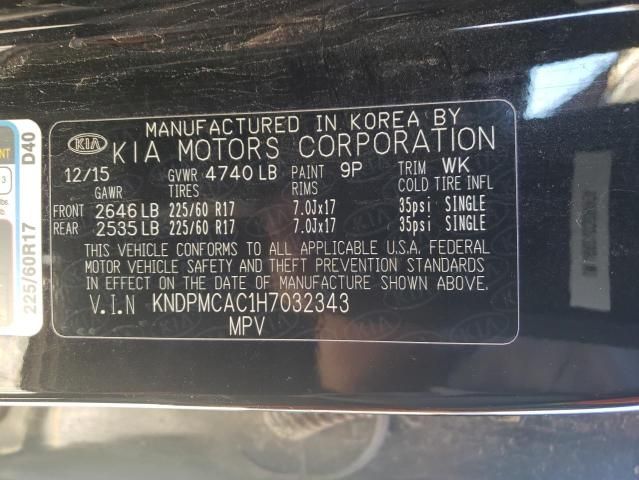 MANUFACTURED IN KOREA BY
KIA KIA MOTORS CORPORATION
12/15 GVWR 4740 LB PAINT 9P TRIM WK
GAWR TIRES RIMS COLD TIRE INFL
FRONT 2646 LB 225/60 R17 7.0Jx17 35psi SINGLE
REAR 2535 LB 225/60 R17 7.0Jx17 35psi SINGLE
THIS VEHICLE CONFORMS TO ALL APPLICABLE U.S.A. FEDERAL
MOTOR VEHICLE SAFETY AND THEFT PREVENTION STANDARDS
IN EFFECT ON THE DATE OF MANUFACTURE SHOWN ABOVE.
V.I.N KNDPMCAC1H7032343
MPV
D40
225/60R17